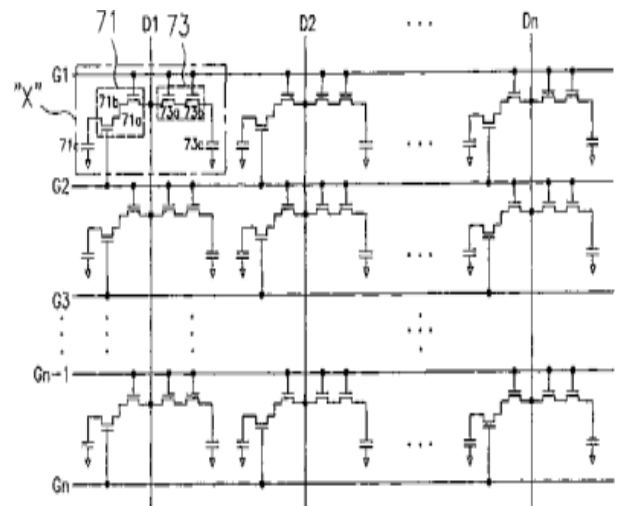 71 D1 73 D2 ... Dn
G1
"X"
71b 73a 73b
71a
71c 73c
...
G2
...
G3
...
Gn-1
...
Gn